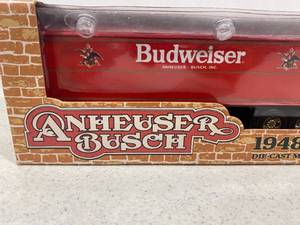 Budweiser
ANHEUSER - BUSCH, INC.
ANHEUSER
BUSCH
1948
DIE-CAST M